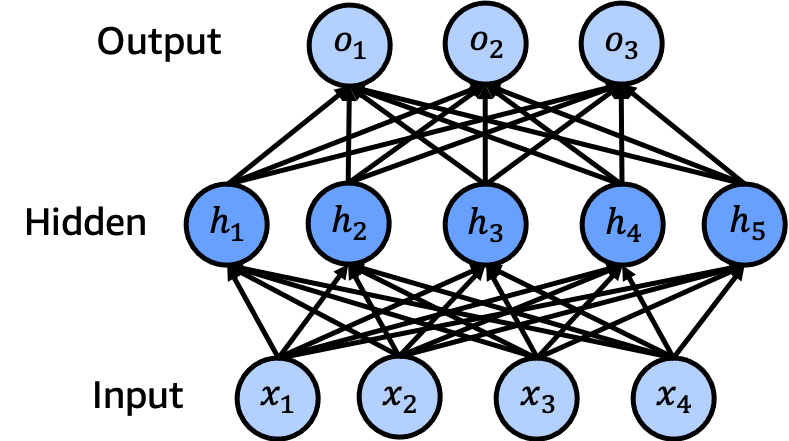 Output o₁ o₂ o₃
Hidden h₁ h₂ h₃ h₄ h₅
Input x₁ x₂ x₃ x₄